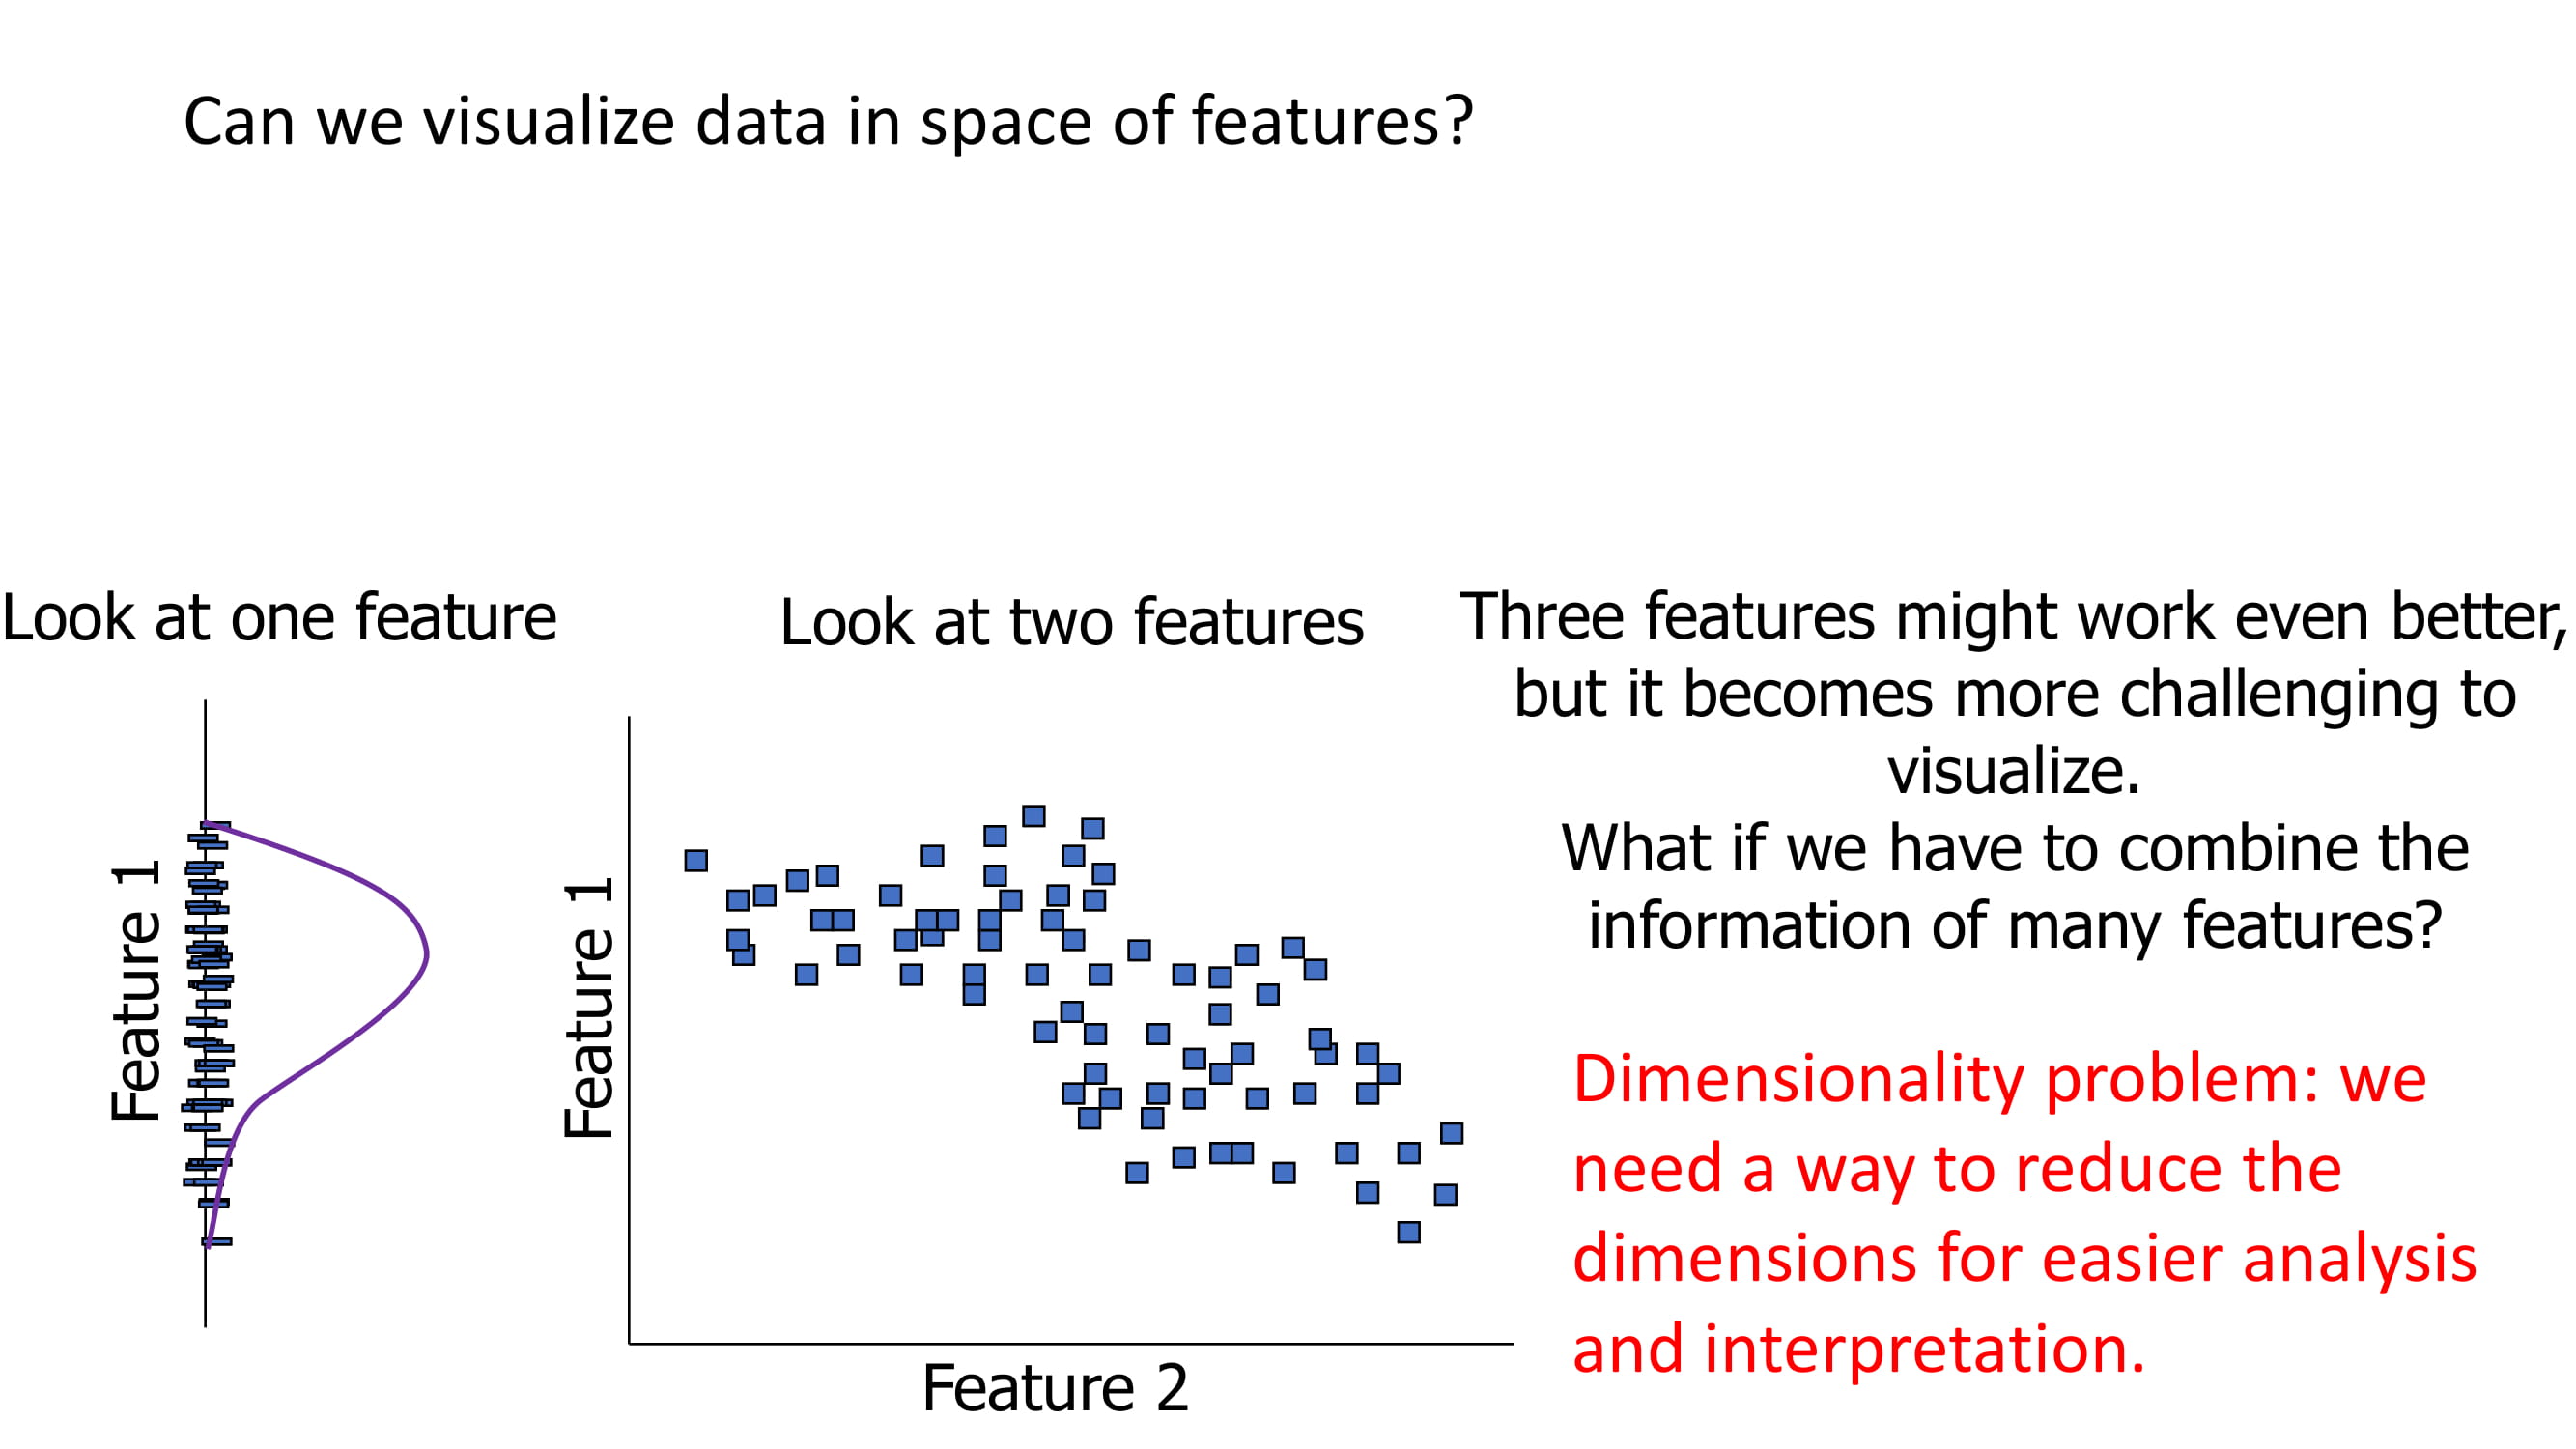 Can we visualize data in space of features?
Look at one feature
Feature 1
Look at two features
Feature 1
Feature 2
Three features might work even better,
but it becomes more challenging to
visualize.
What if we have to combine the
information of many features?
Dimensionality problem: we
need a way to reduce the
dimensions for easier analysis
and interpretation.